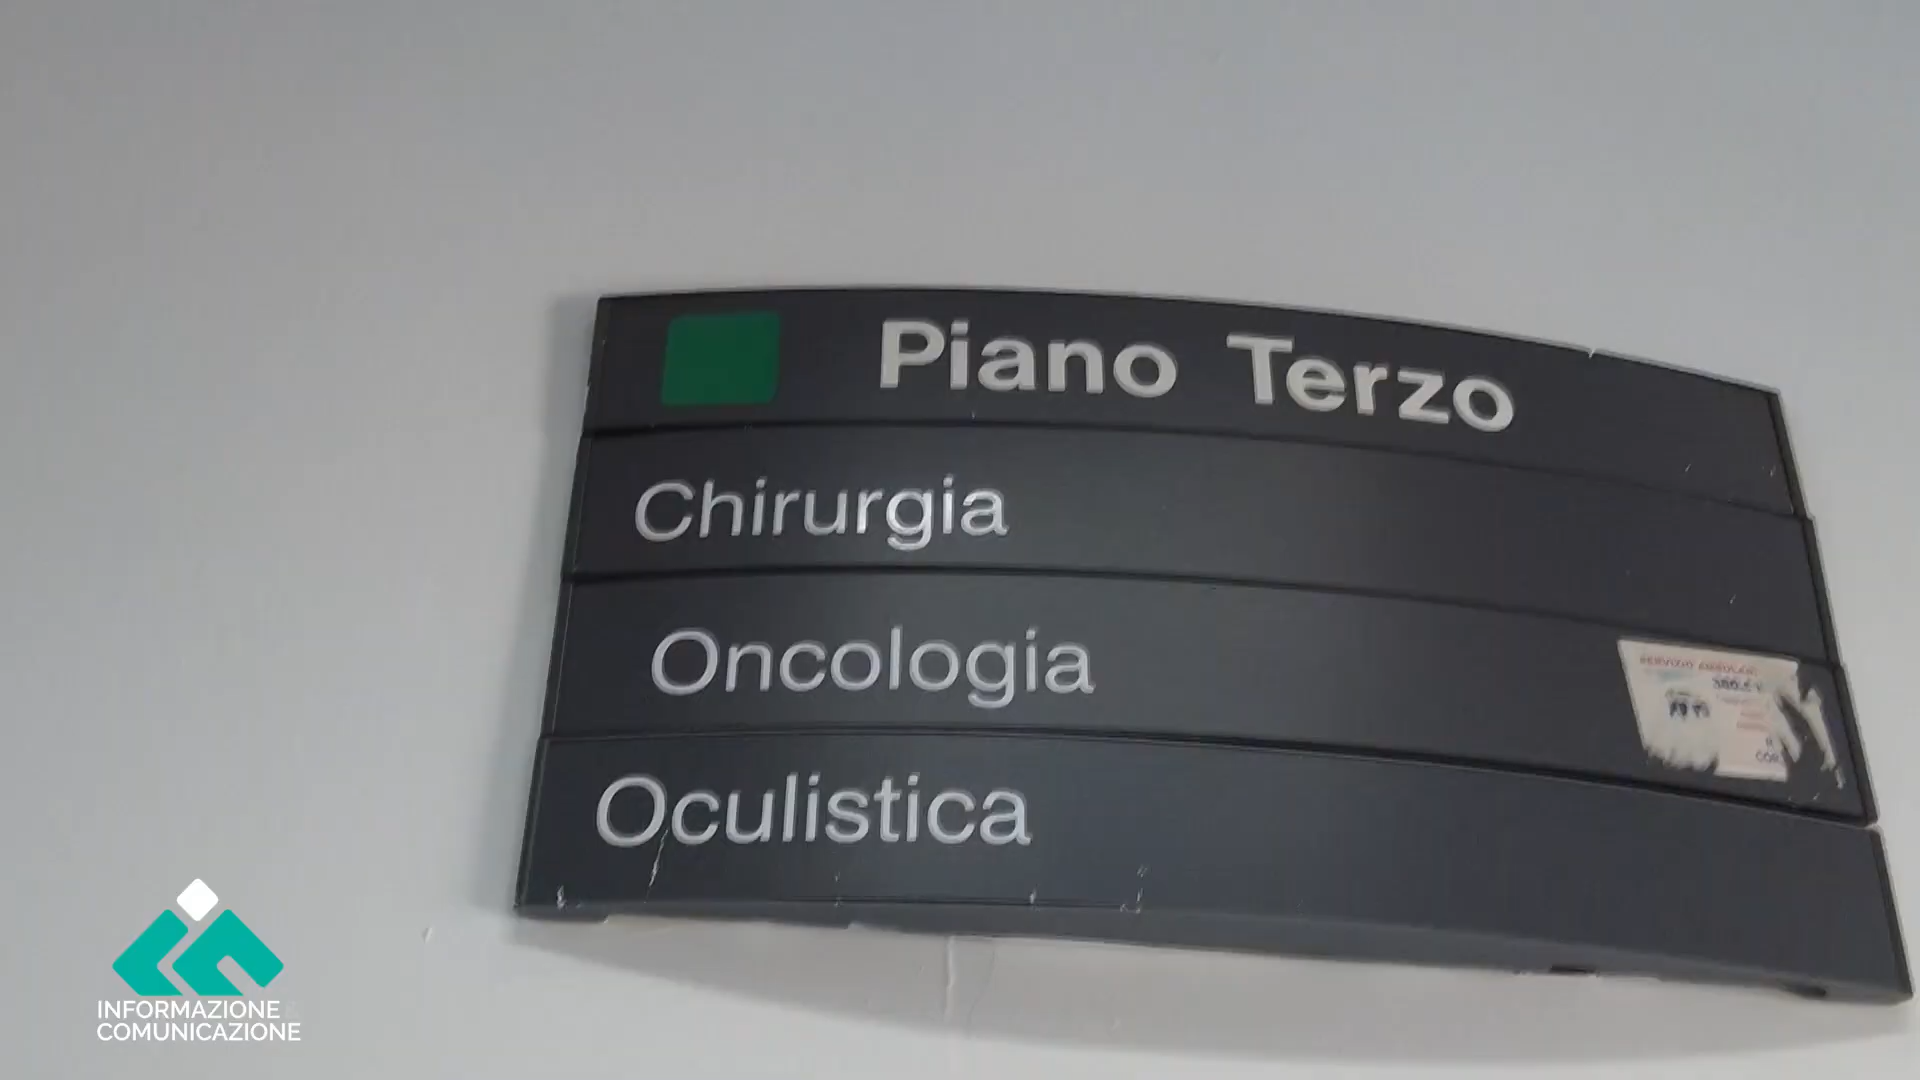 Piano Terzo
Chirurgia
Oncologia
Oculistica
INFORMAZIONE
COMUNICAZIONE